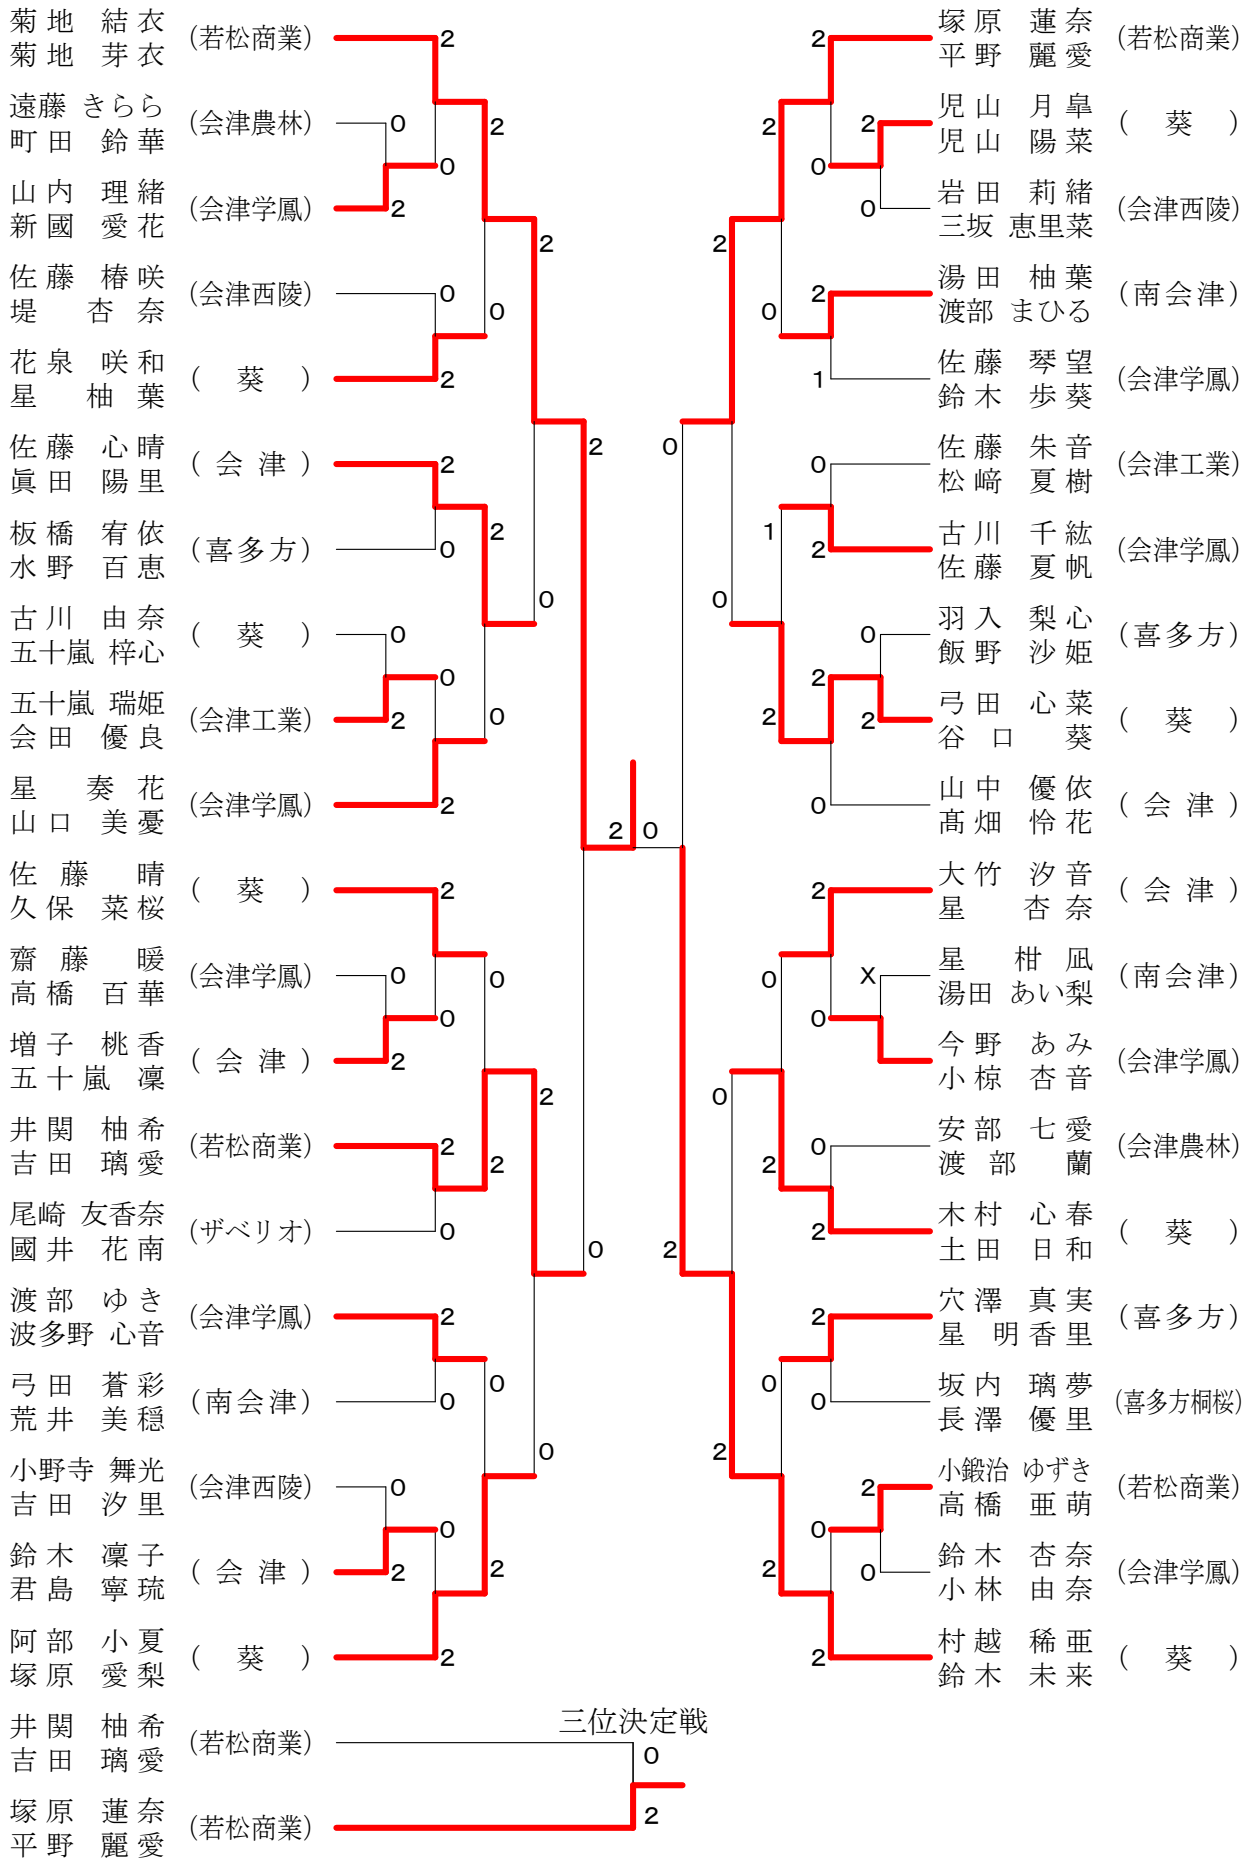 菊地 結衣
菊地 芽衣
(若松商業)
2
遠藤 きらら
町田 鈴華
(会津農林)
0
2
0
山内 理緒
新國 愛花
(会津学鳳)
2
2
佐藤 椿咲
堤 杏奈
(会津西陵)
0
0
花泉 咲和
星 柚葉
(葵)
2
佐藤 心晴
眞田 陽里
(会津)
2
2
板橋 宥依
水野 百恵
(喜多方)
0
2
0
古川 由奈
五十嵐 梓心
(葵)
0
0
五十嵐 瑞姫
会田 優良
(会津工業)
2
0
星 奏花
山口 美憂
(会津学鳳)
2
2
佐藤 晴
久保 菜桜
(葵)
2
齋藤 暖
高橋 百華
(会津学鳳)
0
0
0
増子 桃香
五十嵐 凜
(会津)
2
2
井関 柚希
吉田 璃愛
(若松商業)
2
2
尾崎 友香奈
國井 花南
(ザベリオ)
0
0
渡部 ゆき
波多野 心音
(会津学鳳)
2
弓田 蒼彩
荒井 美穏
(南会津)
0
0
0
小野寺 舞光
吉田 汐里
(会津西陵)
0
0
鈴木 凜子
君島 寧琉
(会津)
2
2
阿部 小夏
塚原 愛梨
(葵)
2
2
塚原 蓮奈
平野 麗愛
(若松商業)
2
2
児山 月皐
児山 陽菜
(葵)
0
0
岩田 莉緒
三坂 恵里菜
(会津西陵)
2
2
湯田 柚葉
渡部 まひる
(南会津)
0
1
佐藤 琴望
鈴木 歩葵
(会津学鳳)
0
0
佐藤 朱音
松﨑 夏樹
(会津工業)
1
2
古川 千紘
佐藤 夏帆
(会津学鳳)
0
0
羽入 梨心
飯野 沙姫
(喜多方)
2
2
2
弓田 心菜
谷口 葵
(葵)
0
山中 優依
髙畑 怜花
(会津)
0
2
大竹 汐音
星 杏奈
(会津)
0
X
星 柑凪
湯田 あい梨
(南会津)
0
今野 あみ
小椋 杏音
(会津学鳳)
0
0
安部 七愛
渡部 蘭
(会津農林)
2
2
木村 心春
土田 日和
(葵)
2
2
穴澤 真実
星 明香里
(喜多方)
0
0
坂内 璃夢
長澤 優里
(喜多方桐桜)
2
2
小鍛治 ゆずき
高橋 亜萌
(若松商業)
0
0
鈴木 杏奈
小林 由奈
(会津学鳳)
2
2
村越 稀亜
鈴木 未来
(葵)
三位決定戦
井関 柚希
吉田 璃愛
(若松商業)
0
塚原 蓮奈
平野 麗愛
(若松商業)
2